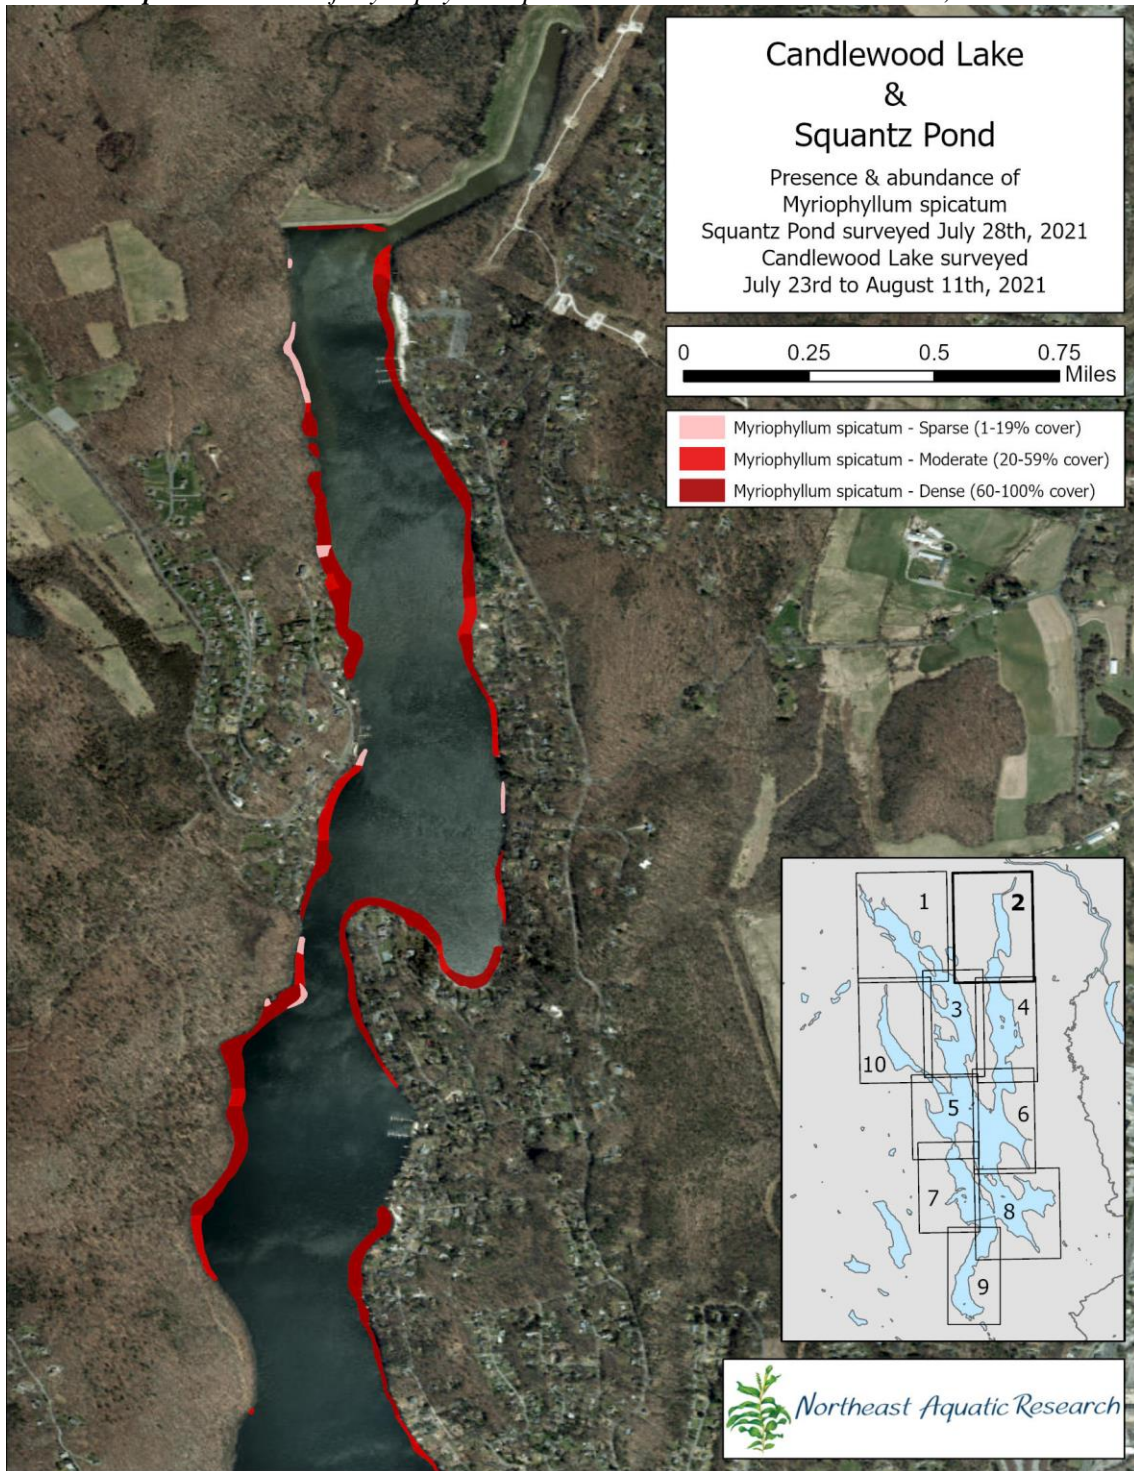 Candlewood Lake
&
Squantz Pond
Presence & abundance of
Myriophyllum spicatum
Squantz Pond surveyed July 28th, 2021
Candlewood Lake surveyed
July 23rd to August 11th, 2021
0 0.25 0.5 0.75
Miles
Myriophyllum spicatum - Sparse (1-19% cover)
Myriophyllum spicatum - Moderate (20-59% cover)
Myriophyllum spicatum - Dense (60-100% cover)
1 2
3 4
10
5 6
7 8
9
Northeast Aquatic Research